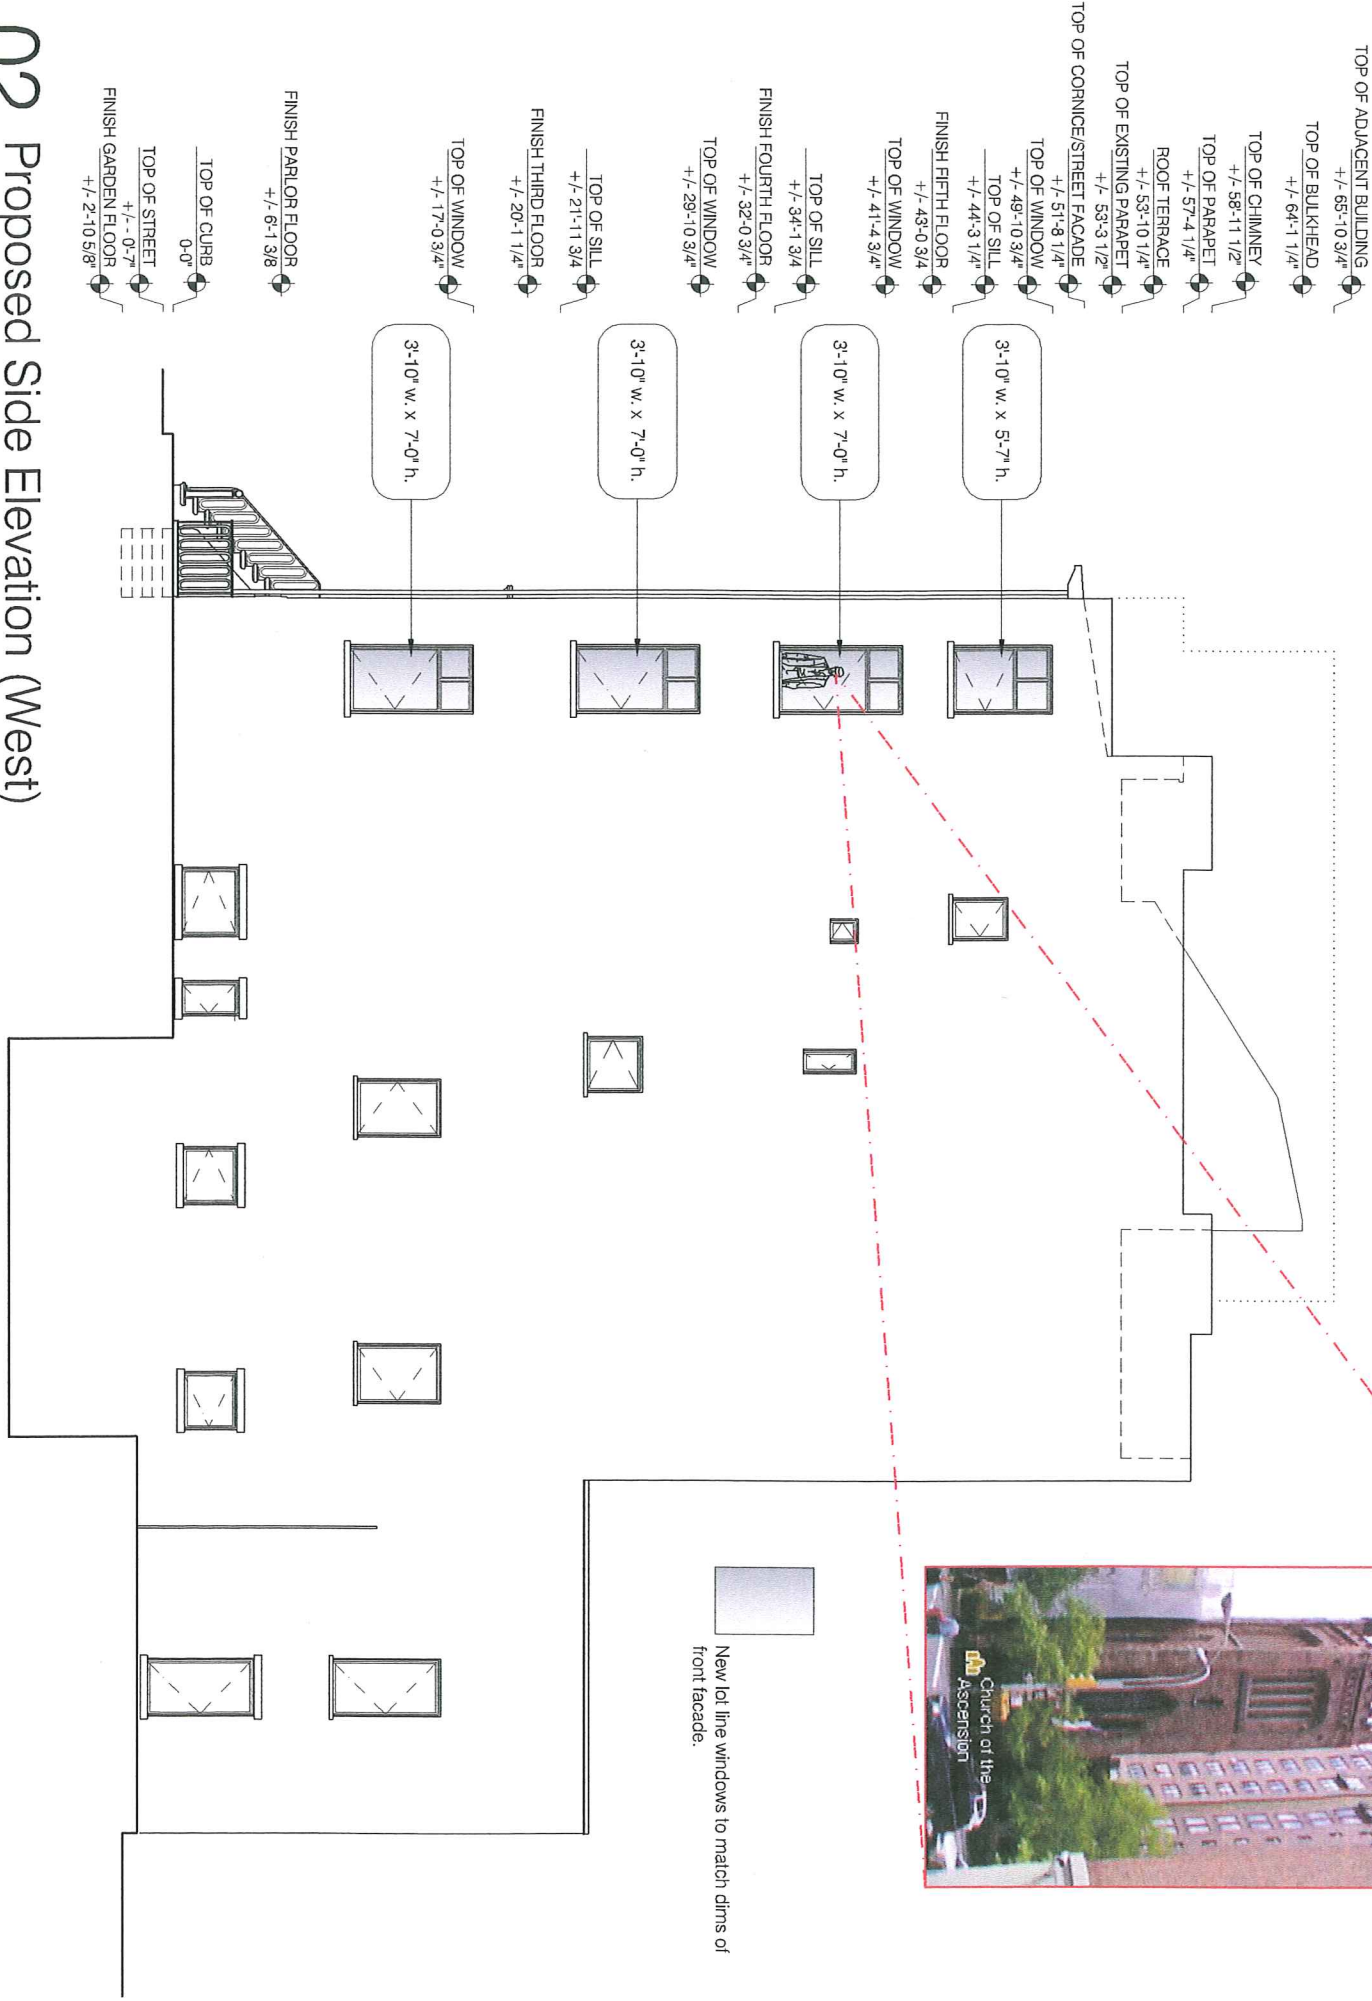 TOP OF ADJACENT BUILDING
+/- 65'-10 3/4"
TOP OF BULKHEAD
+/- 64'-1 1/4"
TOP OF CHIMNEY
+/- 58'-11 1/2"
TOP OF PARAPET
+/- 57'-4 1/4"
ROOF TERRACE
+/- 53'-10 1/4"
TOP OF EXISTING PARAPET
+/- 53'-3 1/2"
TOP OF CORNICE/STREET FACADE
+/- 51'-8 1/4"
TOP OF WINDOW
+/- 49'-10 3/4"
TOP OF SILL
+/- 44'-3 1/4"
FINISH FIFTH FLOOR
+/- 43'-0 3/4
TOP OF WINDOW
+/- 41'-4 3/4"
TOP OF SILL
+/- 34'-1 3/4
FINISH FOURTH FLOOR
+/- 32'-0 3/4"
TOP OF WINDOW
+/- 29'-10 3/4"
TOP OF SILL
+/- 21'-11 3/4
FINISH THIRD FLOOR
+/- 20'-1 1/4"
TOP OF WINDOW
+/- 17'-0 3/4"
FINISH PARLOR FLOOR
+/- 6'-1 3/8
TOP OF CURB
0-0"
TOP OF STREET
+/- - 0'-7"
FINISH GARDEN FLOOR
+/- 2'-10 5/8"
3'-10" w. x 5'-7" h.
3'-10" w. x 7'-0" h.
3'-10" w. x 7'-0" h.
3'-10" w. x 7'-0" h.
Church of the
Ascension
New lot line windows to match dims of
front facade.
02 Proposed Side Elevation (West)